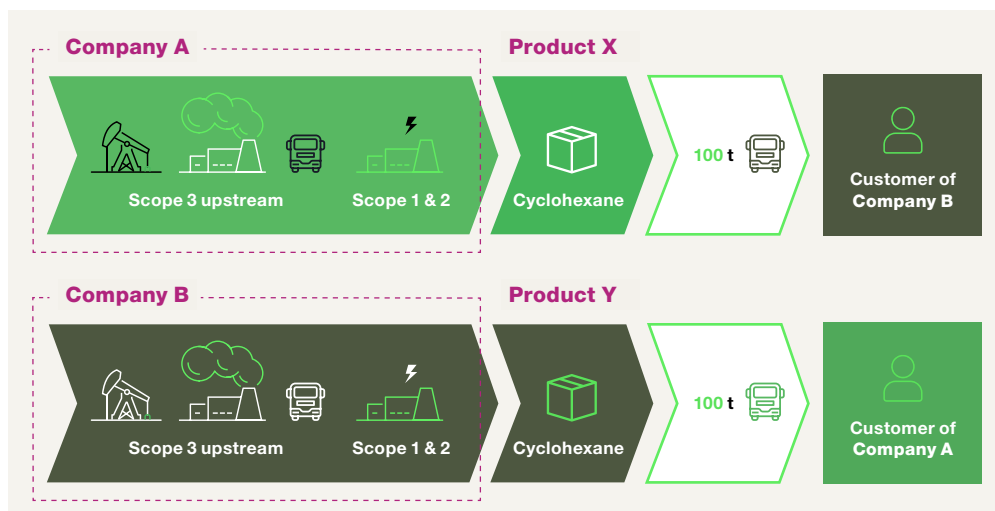 Company A
Product X
Scope 3 upstream
Scope 1 & 2
Cyclohexane
100 t
Customer of
Company B
Company B
Product Y
Scope 3 upstream
Scope 1 & 2
Cyclohexane
100 t
Customer of
Company A